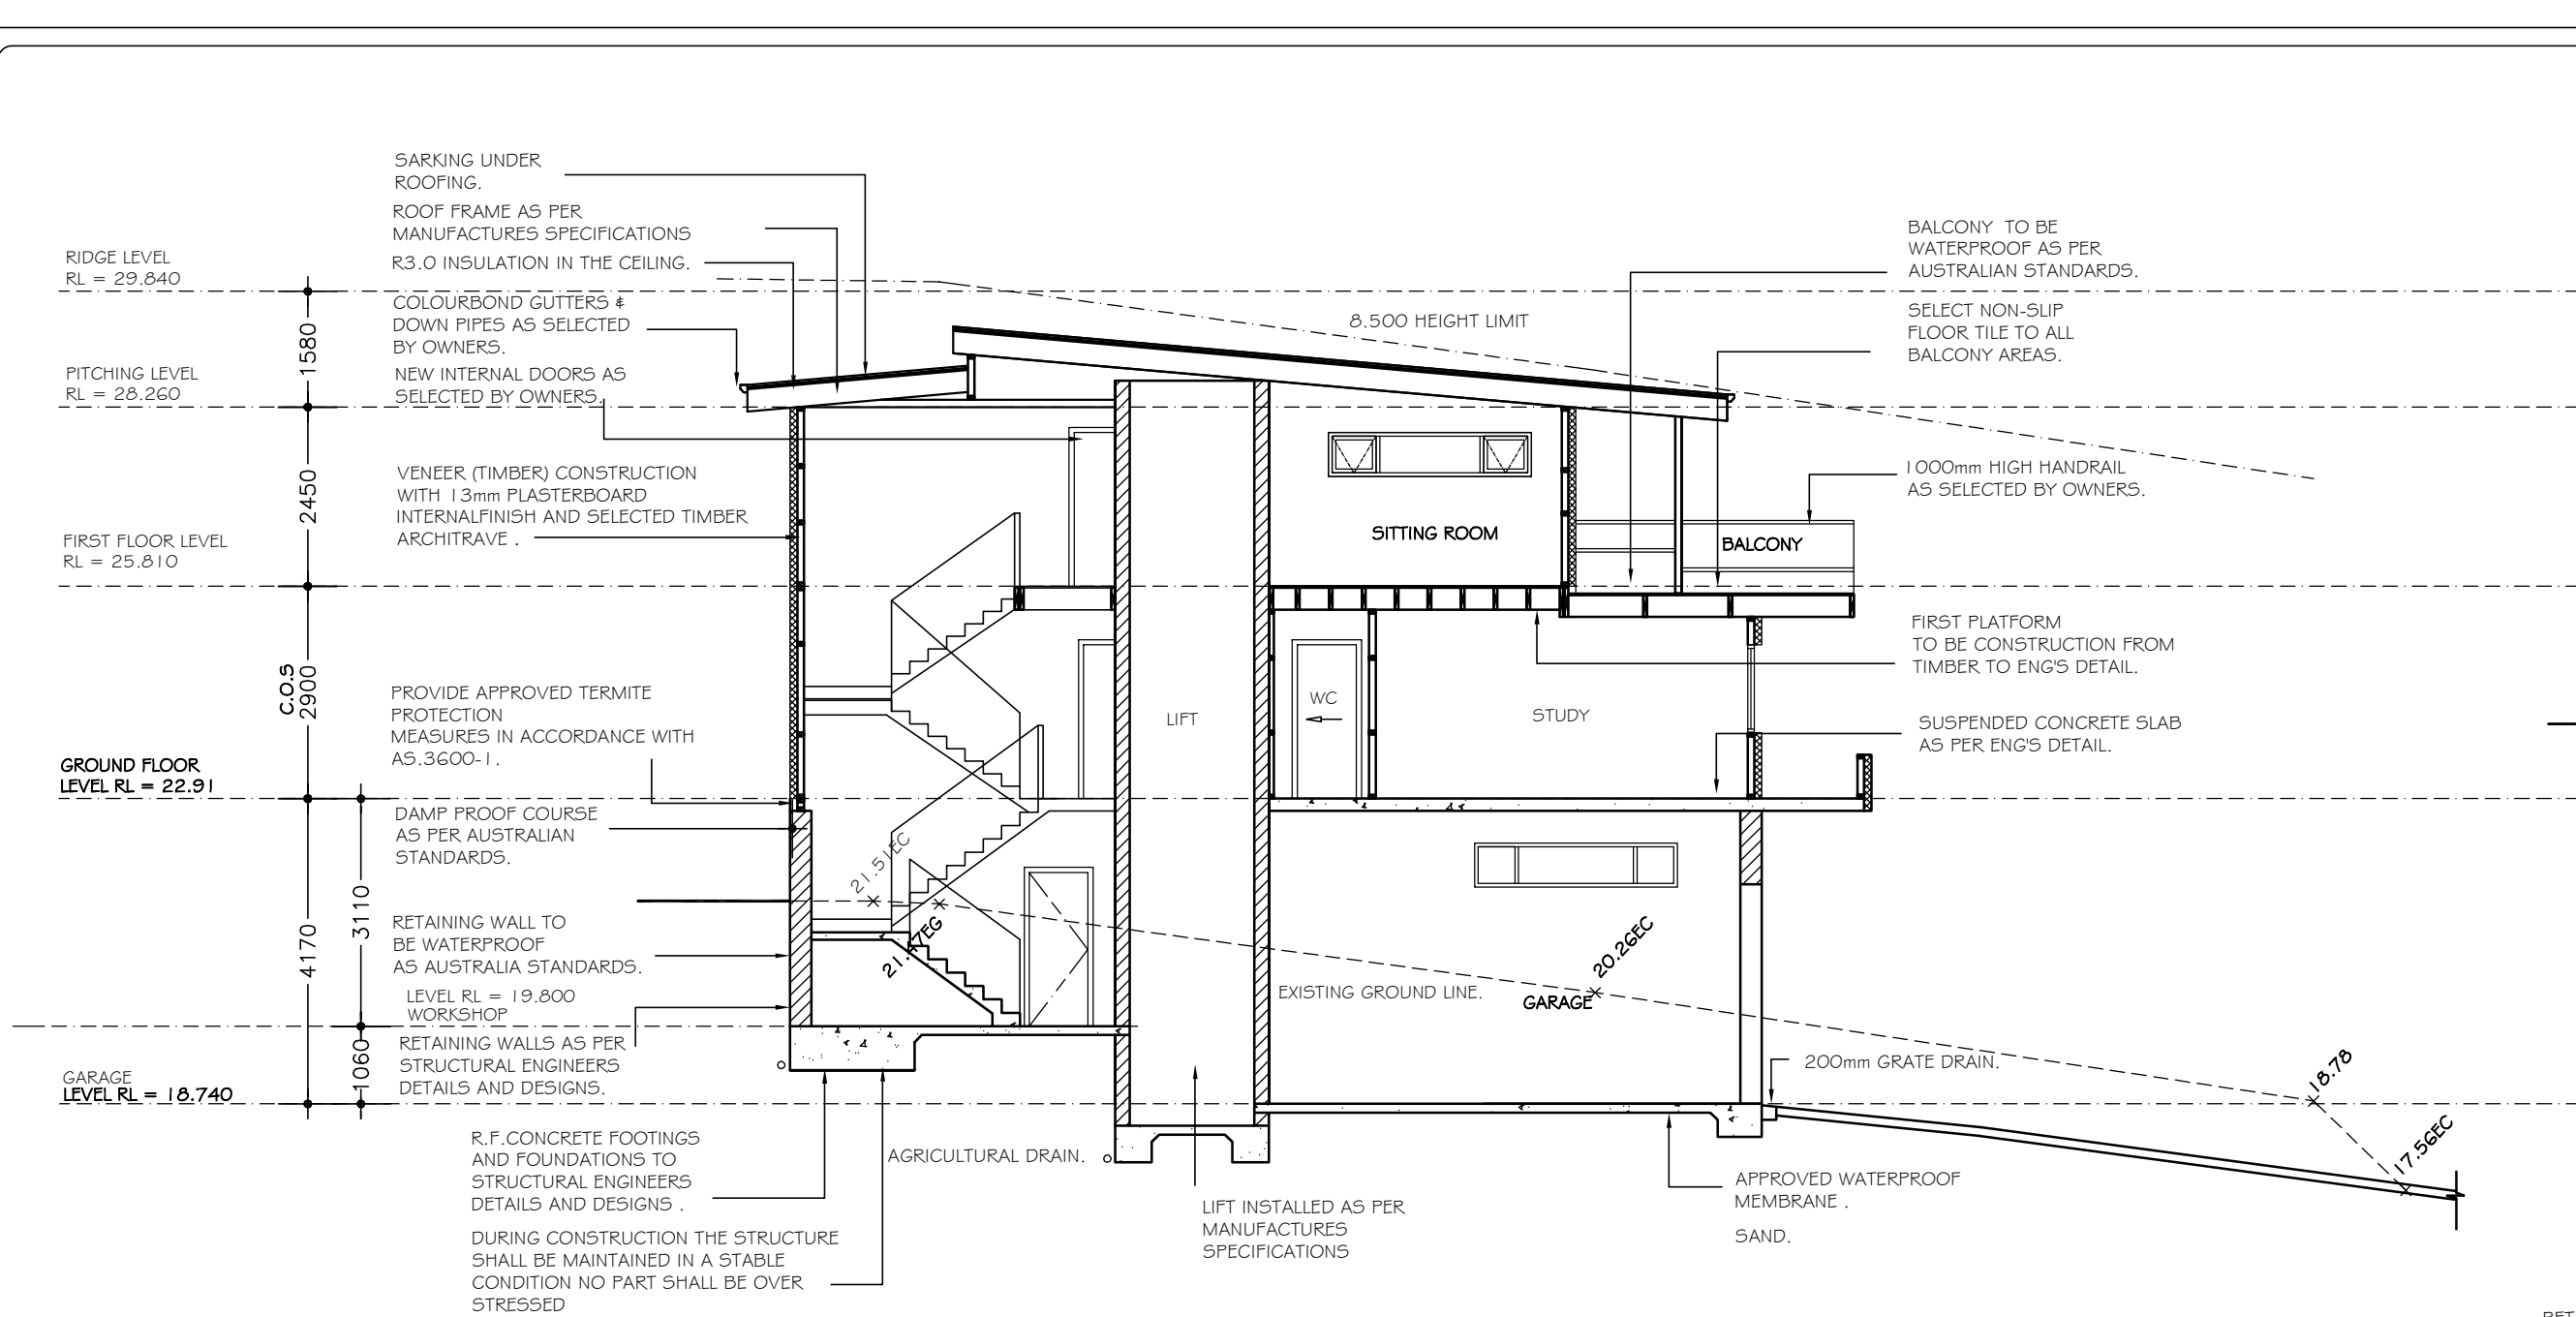 SARKING UNDER
ROOFING.
ROOF FRAME AS PER
MANUFACTURES SPECIFICATIONS
R3.0 INSULATION IN THE CEILING.
COLOURBOND GUTTERS &
DOWN PIPES AS SELECTED
BY OWNERS.
NEW INTERNAL DOORS AS
SELECTED BY OWNERS.
VENEER (TIMBER) CONSTRUCTION
WITH 13mm PLASTERBOARD
INTERNALFINISH AND SELECTED TIMBER
ARCHITRAVE .
PROVIDE APPROVED TERMITE
PROTECTION
MEASURES IN ACCORDANCE WITH
AS.3600-1.
DAMP PROOF COURSE
AS PER AUSTRALIAN
STANDARDS.
RETAINING WALL TO
BE WATERPROOF
AS AUSTRALIA STANDARDS.
LEVEL RL = 19.800
WORKSHOP
RETAINING WALLS AS PER
STRUCTURAL ENGINEERS
DETAILS AND DESIGNS.
R.F.CONCRETE FOOTINGS
AND FOUNDATIONS TO
STRUCTURAL ENGINEERS
DETAILS AND DESIGNS .
DURING CONSTRUCTION THE STRUCTURE
SHALL BE MAINTAINED IN A STABLE
CONDITION NO PART SHALL BE OVER
STRESSED
RIDGE LEVEL
RL = 29.840
PITCHING LEVEL
RL = 28.260
FIRST FLOOR LEVEL
RL = 25.810
GROUND FLOOR
LEVEL RL = 22.91
GARAGE
LEVEL RL = 18.740
1580
2450
C.O.S
2900
4170
3110
1060
8.500 HEIGHT LIMIT
SITTING ROOM
BALCONY
LIFT
WC
STUDY
21.51EC
21.47EG
20.26EC
EXISTING GROUND LINE.
GARAGE
AGRICULTURAL DRAIN.
LIFT INSTALLED AS PER
MANUFACTURES
SPECIFICATIONS
BALCONY TO BE
WATERPROOF AS PER
AUSTRALIAN STANDARDS.
SELECT NON-SLIP
FLOOR TILE TO ALL
BALCONY AREAS.
1000mm HIGH HANDRAIL
AS SELECTED BY OWNERS.
FIRST PLATFORM
TO BE CONSTRUCTION FROM
TIMBER TO ENG'S DETAIL.
SUSPENDED CONCRETE SLAB
AS PER ENG'S DETAIL.
200mm GRATE DRAIN.
18.78
17.56EC
APPROVED WATERPROOF
MEMBRANE .
SAND.